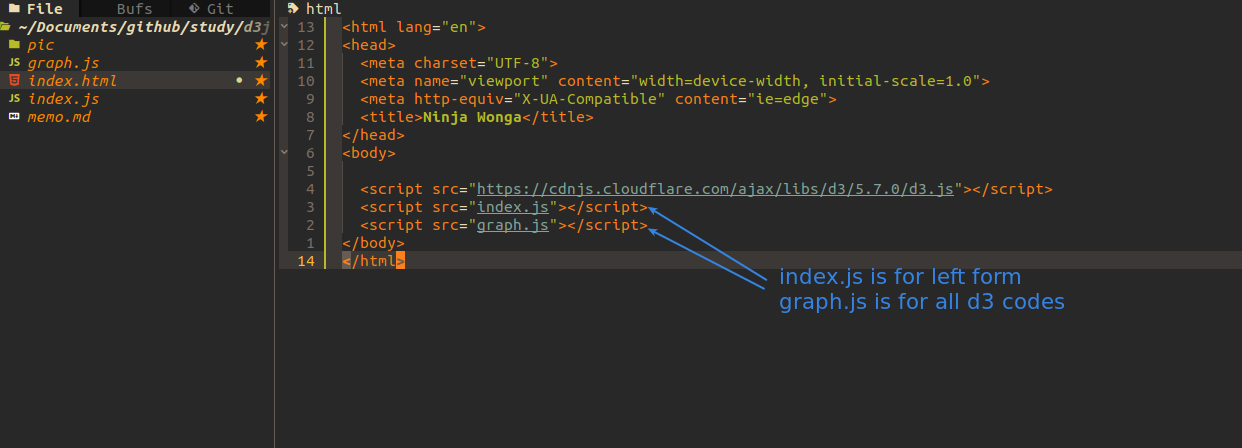 File Bufs Git
~/Documents/github/study/d3j
pic
JS graph.js
index.html
JS index.js
memo.md
html
13 <html lang="en">
12 <head>
11 <meta charset="UTF-8">
10 <meta name="viewport" content="width=device-width, initial-scale=1.0">
9 <meta http-equiv="X-UA-Compatible" content="ie=edge">
8 <title>Ninja Wonga</title>
7 </head>
6 <body>
5
4 <script src="https://cdnjs.cloudflare.com/ajax/libs/d3/5.7.0/d3.js"></script>
3 <script src="index.js"></script>
2 <script src="graph.js"></script>
1 </body>
14 </html>
index.js is for left form
graph.js is for all d3 codes